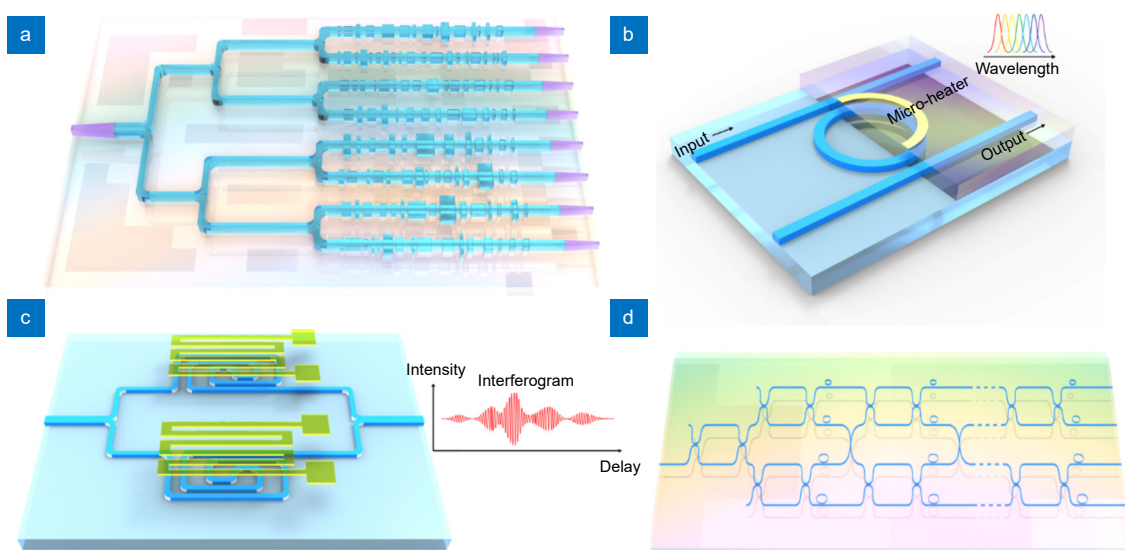 a
b
Wavelength
Micro-heater
Input
Output
c
Intensity
Interferogram
Delay
d